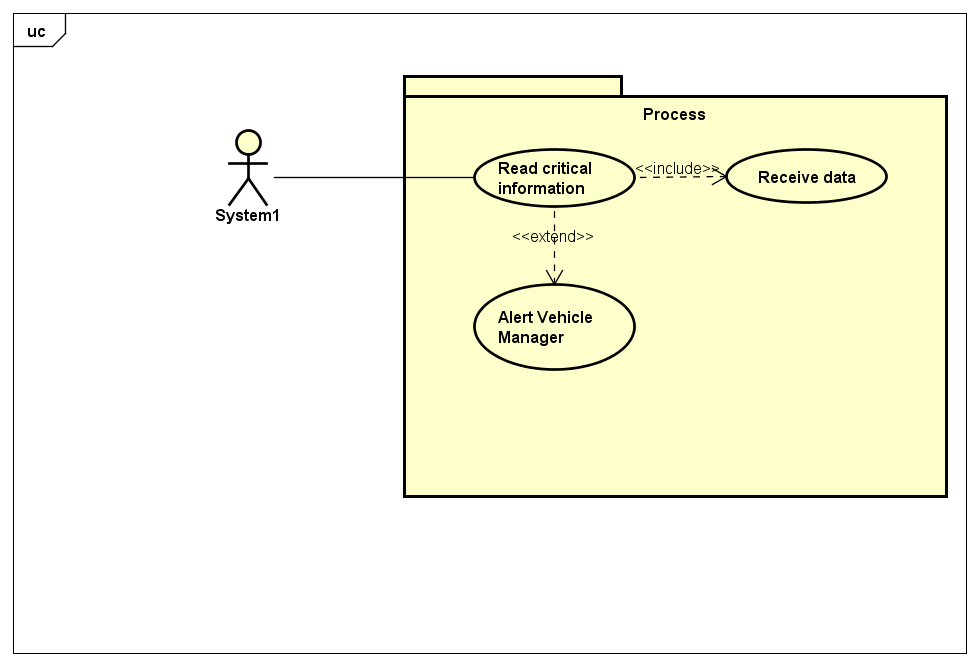 uc
Process
Read critical
information
<<include>>
Receive data
System1
<<extend>>
Alert Vehicle
Manager